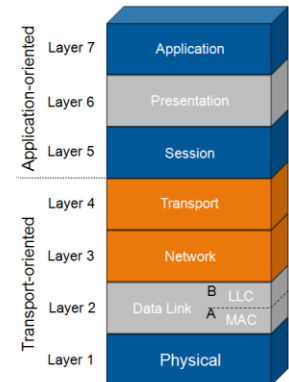 Application-oriented
Layer 7 Application
Layer 6 Presentation
Layer 5 Session
Transport-oriented
Layer 4 Transport
Layer 3 Network
Layer 2 Data Link B LLC
A MAC
Layer 1 Physical